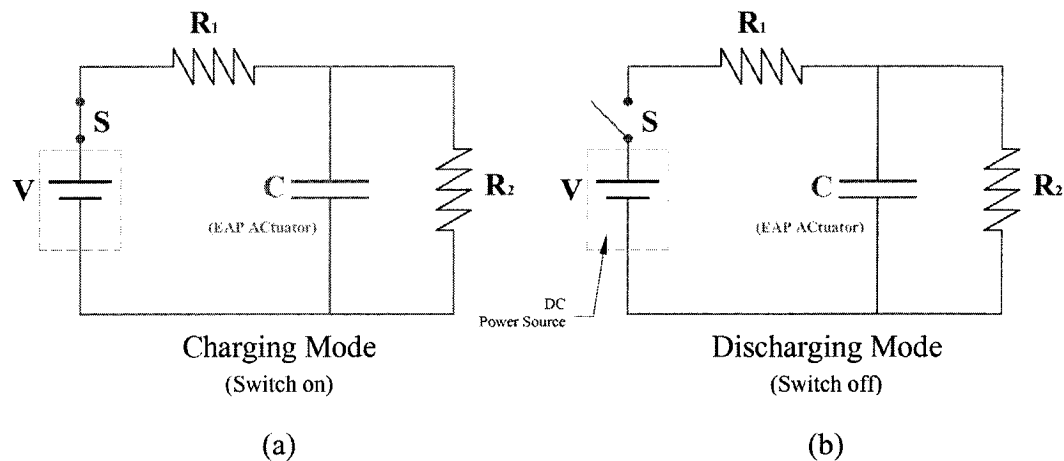 R1
S
V
C
R2
(EAP ACtuator)
Charging Mode
(Switch on)
(a)
R1
S
V
C
R2
(EAP ACtuator)
DC
Power Source
Discharging Mode
(Switch off)
(b)